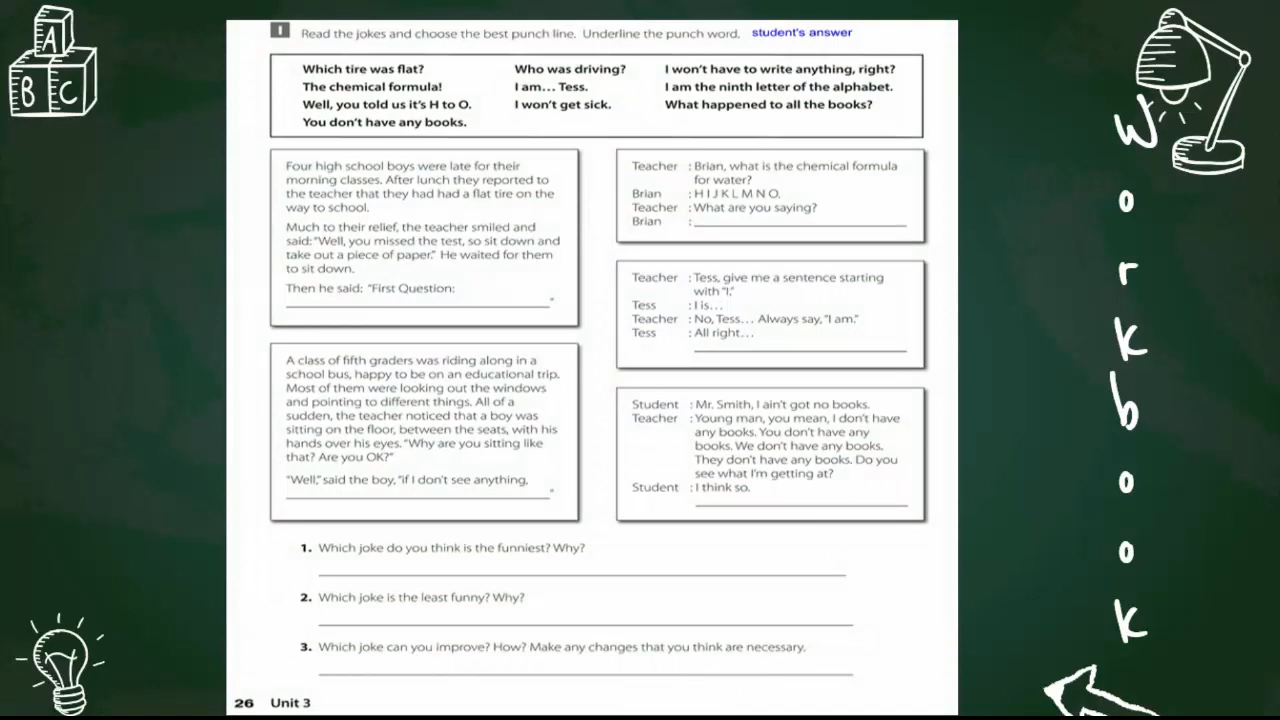 A
B C
I Read the jokes and choose the best punch line. Underline the punch word. student's answer
Which tire was flat?
The chemical formula!
Well, you told us it's H to O.
You don't have any books.
Who was driving?
I am... Tess.
I won't get sick.
I won't have to write anything, right?
I am the ninth letter of the alphabet.
What happened to all the books?
Four high school boys were late for their
morning classes. After lunch they reported to
the teacher that they had had a flat tire on the
way to school.
Much to their relief, the teacher smiled and
said: "Well, you missed the test, so sit down and
take out a piece of paper." He waited for them
to sit down.
Then he said: "First Question:
"
A class of fifth graders was riding along in a
school bus, happy to be on an educational trip.
Most of them were looking out the windows
and pointing to different things. All of a
sudden, the teacher noticed that a boy was
sitting on the floor, between the seats, with his
hands over his eyes. "Why are you sitting like
that? Are you OK?"
"Well," said the boy, "if I don't see anything,
"
Teacher : Brian, what is the chemical formula
for water?
Brian : H I J K L M N O.
Teacher : What are you saying?
Brian :
Teacher : Tess, give me a sentence starting
with "I."
Tess : I is...
Teacher : No, Tess... Always say, "I am."
Tess : All right...
Student : Mr. Smith, I ain't got no books.
Teacher : Young man, you mean, I don't have
any books. You don't have any
books. We don't have any books.
They don't have any books. Do you
see what I'm getting at?
Student : I think so.
1. Which joke do you think is the funniest? Why?
2. Which joke is the least funny? Why?
3. Which joke can you improve? How? Make any changes that you think are necessary.
26 Unit 3
W
o
r
k
b
o
o
k